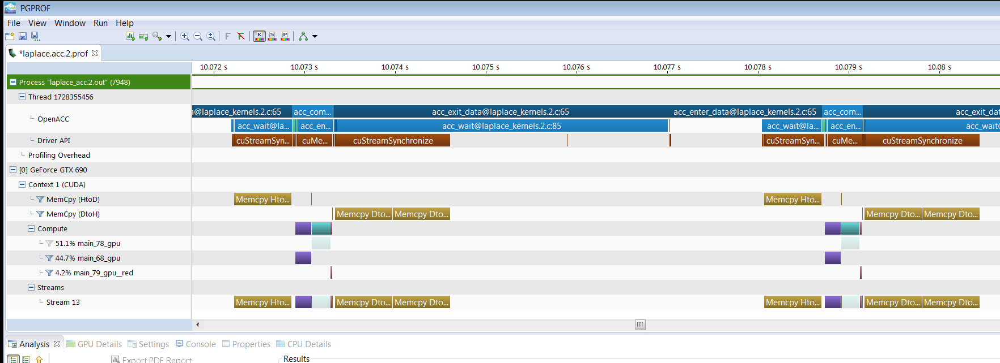 PGPROF
File View Window Run Help
*laplace.acc.2.prof
10.072 s 10.073 s 10.074 s 10.075 s 10.076 s 10.077 s 10.078 s 10.079 s 10.08 s
Process "laplace_acc.2.out" (7948)
Thread 1728355456
a@laplace_kernels.2.c:65 acc_com... acc_exit_data@laplace_kernels.2.c:65 acc_enter_data@laplace_kernels.2.c:65 acc_com... acc_exit_dat
OpenACC
acc_wait@la... acc_en... acc_wait@laplace_kernels.2.c:85 acc_wait@la... acc_en... acc_wait@
Driver API cuStreamSyn... cuMe... cuStreamSynchronize cuStreamSyn... cuMe... cuStreamSynchronize
Profiling Overhead
[0] GeForce GTX 690
Context 1 (CUDA)
MemCpy (HtoD) Memcpy Hto... Memcpy Hto...
MemCpy (DtoH) Memcpy Dto... Memcpy Dto... Memcpy Dto... Memcpy Dto...
Compute
51.1% main_78_gpu
44.7% main_68_gpu
4.2% main_79_gpu__red
Streams
Stream 13 Memcpy Hto... Memcpy Dto... Memcpy Dto... Memcpy Hto... Memcpy Dto... Memcpy Dto...
Analysis GPU Details Settings Console Properties CPU Details
Export PDF Report Results